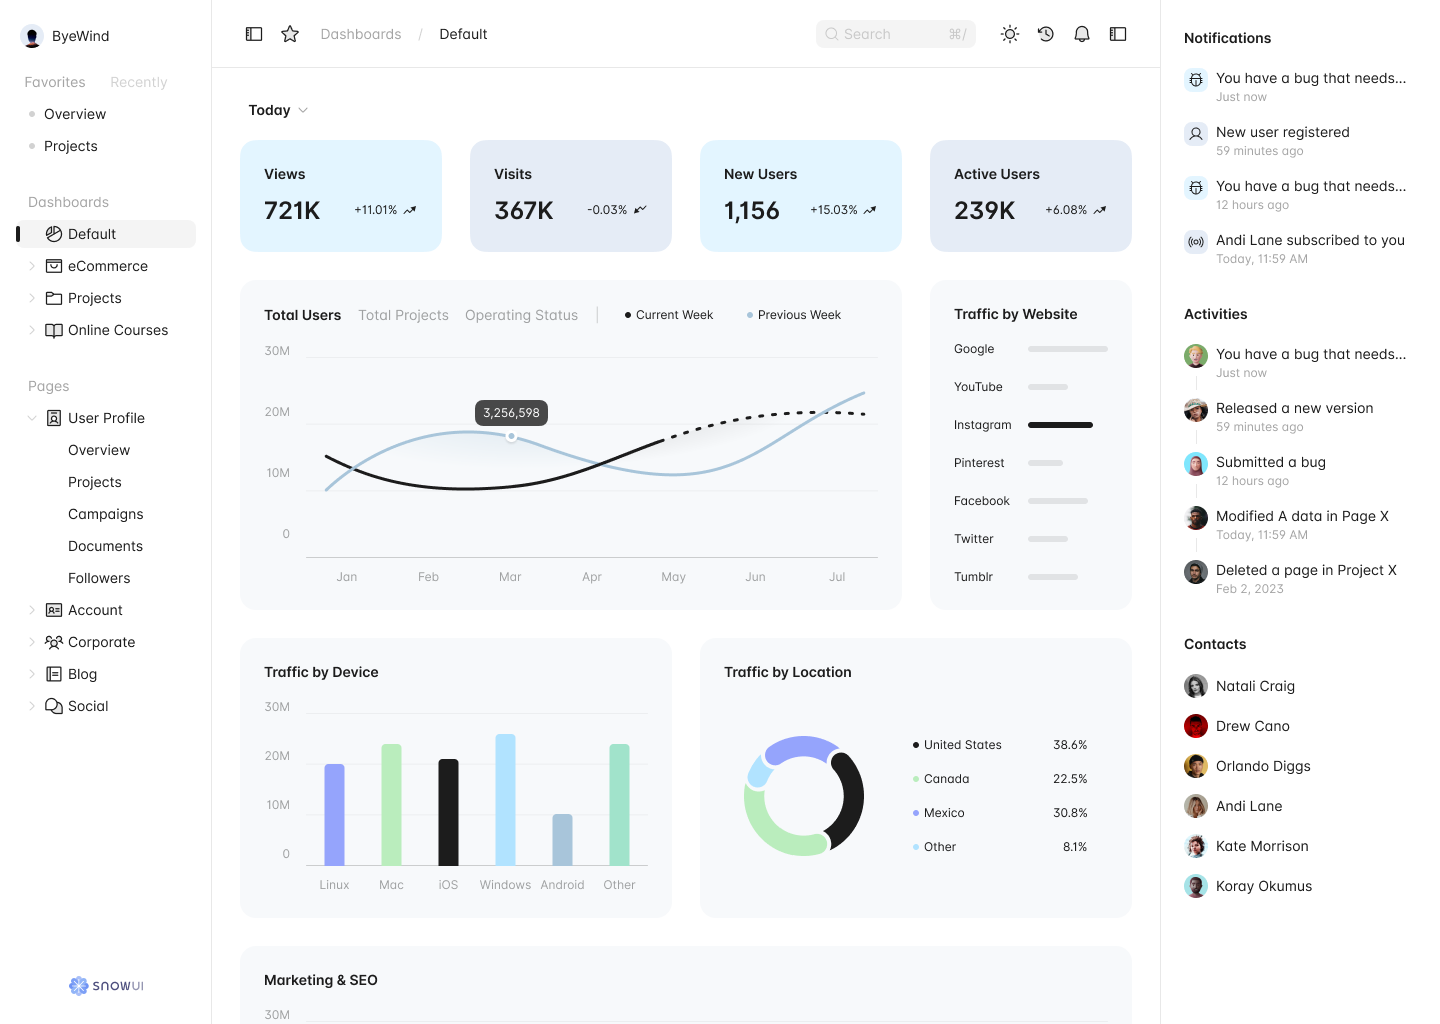 ByeWind
Favorites Recently
Overview
Projects
Dashboards
Default
eCommerce
Projects
Online Courses
Pages
User Profile
Overview
Projects
Campaigns
Documents
Followers
Account
Corporate
Blog
Social
SNOWUI
Dashboards / Default
Search ⌘/
Today
Views
721K +11.01%
Visits
367K -0.03%
New Users
1,156 +15.03%
Active Users
239K +6.08%
Total Users Total Projects Operating Status Current Week Previous Week
30M
20M
10M
0
3,256,598
Jan Feb Mar Apr May Jun Jul
Traffic by Website
Google
YouTube
Instagram
Pinterest
Facebook
Twitter
Tumblr
Traffic by Device
30M
20M
10M
0
Linux Mac iOS Windows Android Other
Traffic by Location
United States 38.6%
Canada 22.5%
Mexico 30.8%
Other 8.1%
Marketing & SEO
30M
Notifications
You have a bug that needs...
Just now
New user registered
59 minutes ago
You have a bug that needs...
12 hours ago
Andi Lane subscribed to you
Today, 11:59 AM
Activities
You have a bug that needs...
Just now
Released a new version
59 minutes ago
Submitted a bug
12 hours ago
Modified A data in Page X
Today, 11:59 AM
Deleted a page in Project X
Feb 2, 2023
Contacts
Natali Craig
Drew Cano
Orlando Diggs
Andi Lane
Kate Morrison
Koray Okumus